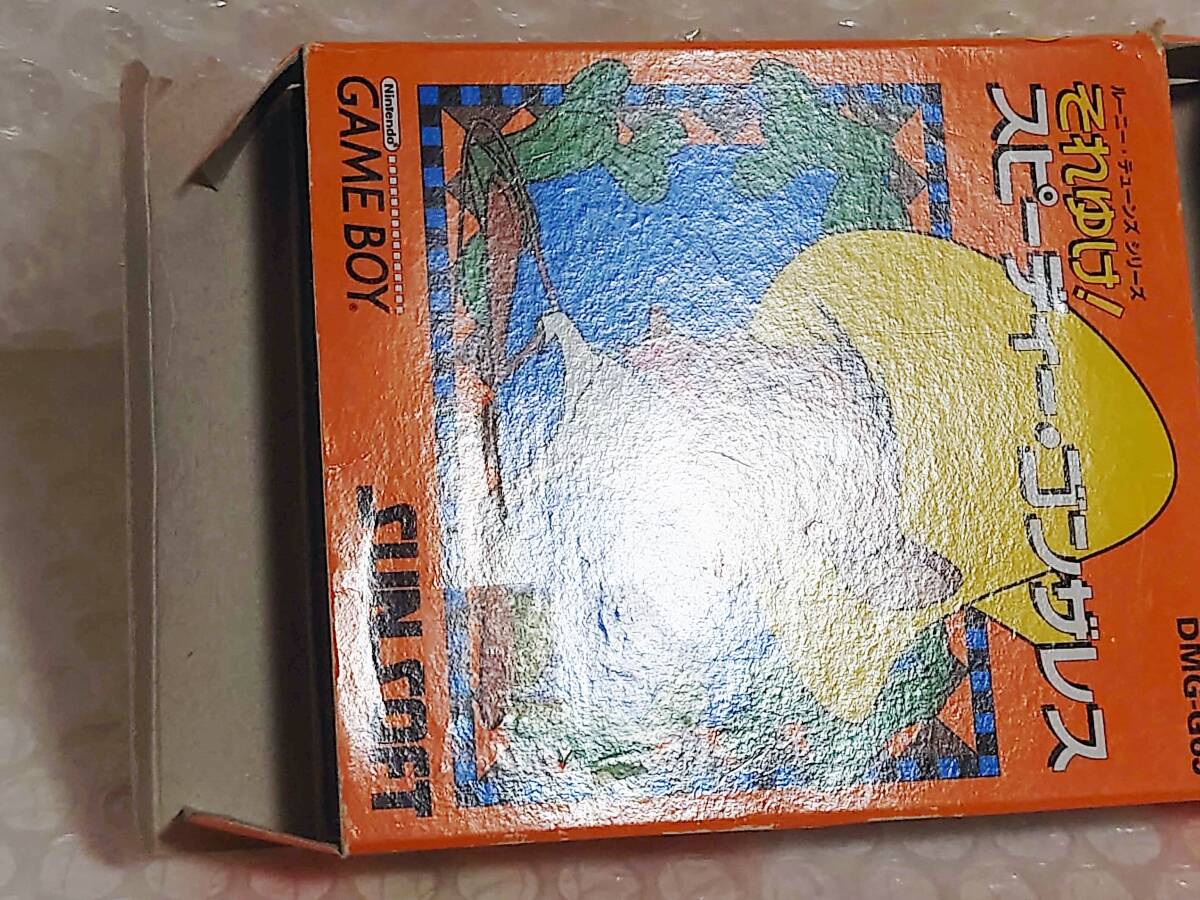 ルーニー・テューンズ シリーズ
それゆけ!
スピーディー・ゴンザレス
Nintendo®
GAME BOY®
SUN SOFT